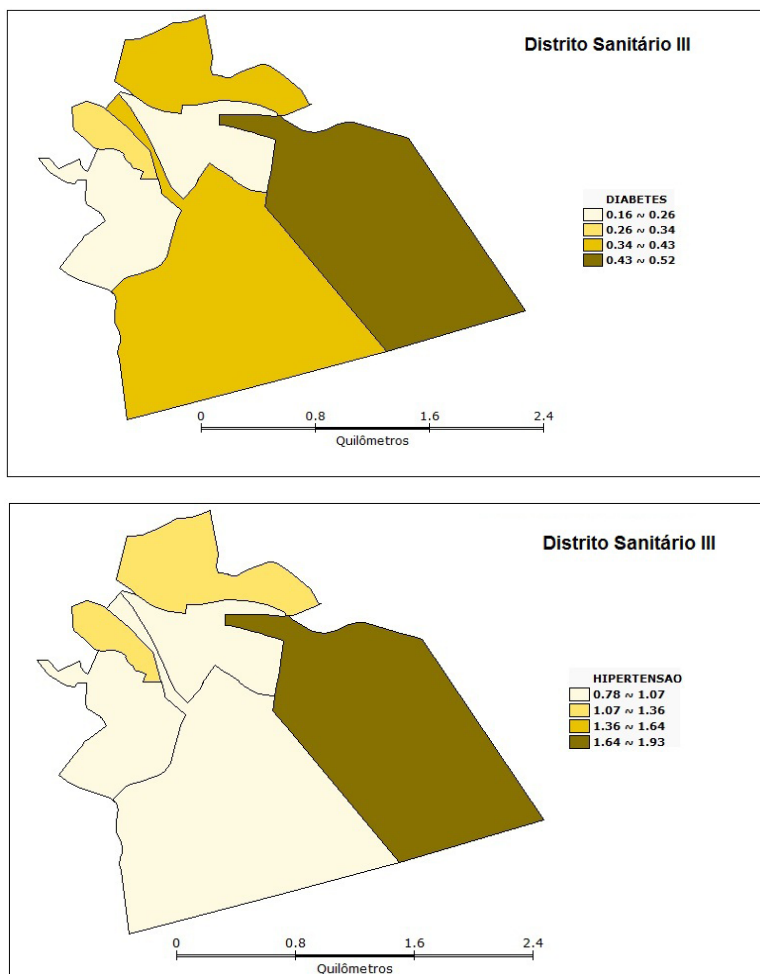 Distrito Sanitário III
DIABETES
0.16 ~ 0.26
0.26 ~ 0.34
0.34 ~ 0.43
0.43 ~ 0.52
0 0.8 1.6 2.4
Quilômetros
Distrito Sanitário III
HIPERTENSAO
0.78 ~ 1.07
1.07 ~ 1.36
1.36 ~ 1.64
1.64 ~ 1.93
0 0.8 1.6 2.4
Quilômetros